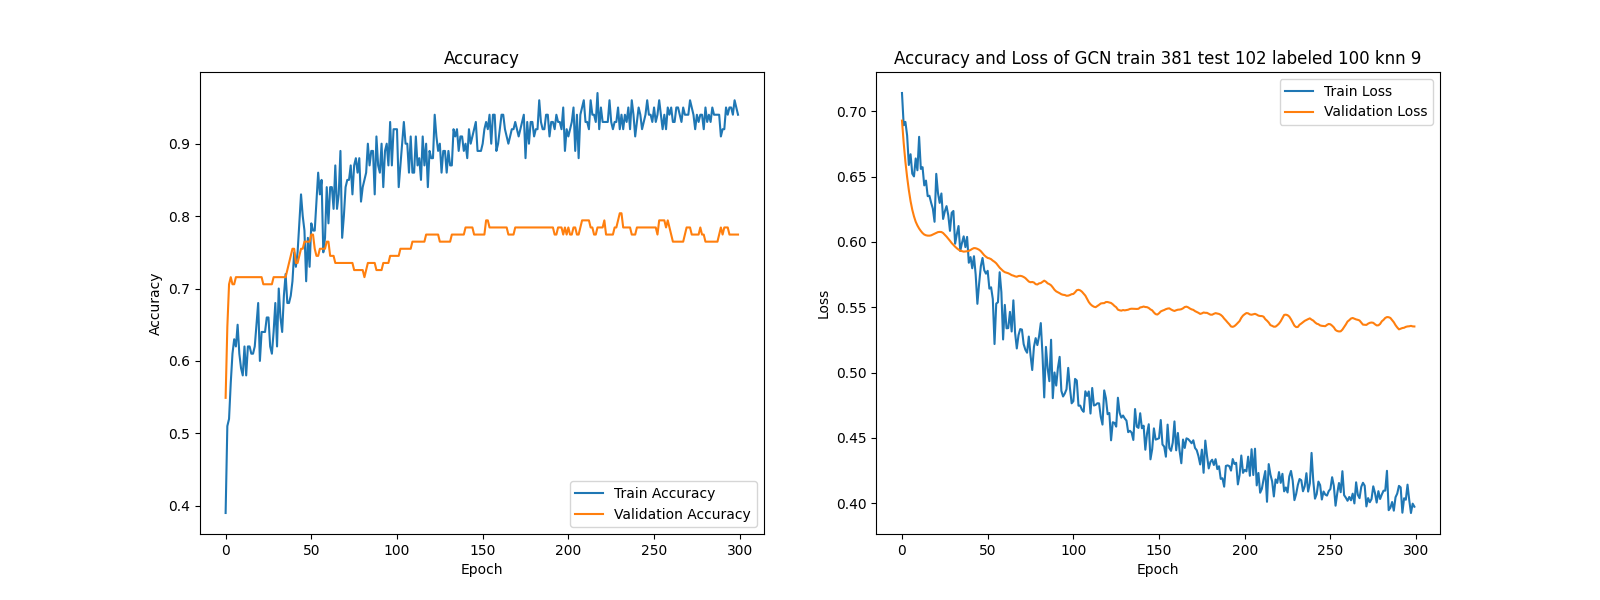 Accuracy
Accuracy
0.9
0.8
0.7
0.6
0.5
0.4
0
50
100
150
200
250
300
Epoch
Train Accuracy
Validation Accuracy
Accuracy and Loss of GCN train 381 test 102 labeled 100 knn 9
Loss
0.70
0.65
0.60
0.55
0.50
0.45
0.40
0
50
100
150
200
250
300
Epoch
Train Loss
Validation Loss